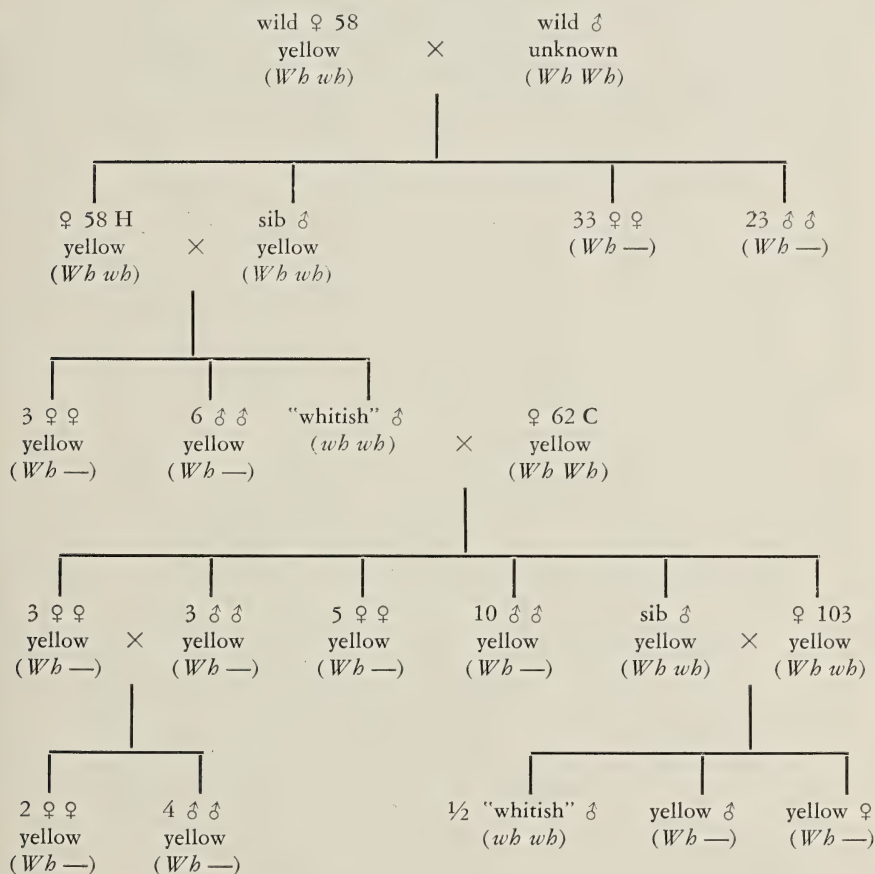 wild ♀ 58 wild ♂
yellow × unknown
(Wh wh) (Wh Wh)
♀ 58 H sib ♂ 33 ♀ ♀ 23 ♂ ♂
yellow × yellow (Wh —) (Wh —)
(Wh wh) (Wh wh)
3 ♀ ♀ 6 ♂ ♂ "whitish" ♂ ♀ 62 C
yellow yellow (wh wh) × yellow
(Wh —) (Wh —) (Wh Wh)
3 ♀ ♀ 3 ♂ ♂ 5 ♀ ♀ 10 ♂ ♂ sib ♂ ♀ 103
yellow × yellow yellow yellow yellow × yellow
(Wh —) (Wh —) (Wh —) (Wh —) (Wh wh) (Wh wh)
2 ♀ ♀ 4 ♂ ♂ ½ "whitish" ♂ yellow ♂ yellow ♀
yellow yellow (wh wh) (Wh —) (Wh —)
(Wh —) (Wh —)